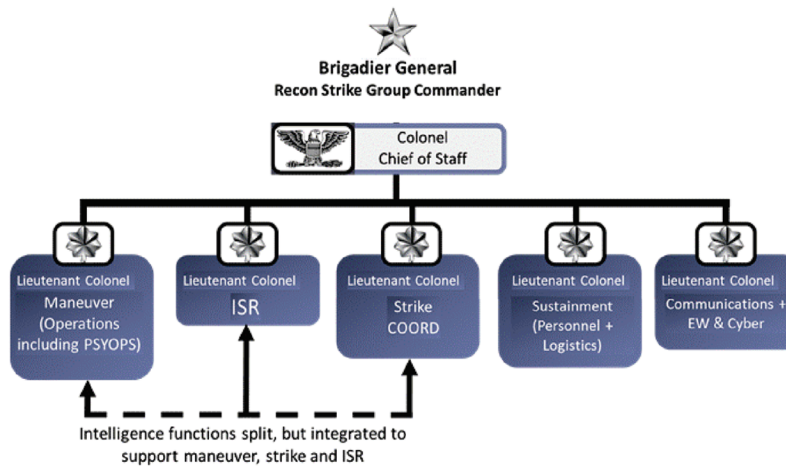 Brigadier General
Recon Strike Group Commander
Colonel
Chief of Staff
Lieutenant Colonel
Maneuver
(Operations
including PSYOPS)
Lieutenant Colonel
ISR
Lieutenant Colonel
Strike
COORD
Lieutenant Colonel
Sustainment
(Personnel +
Logistics)
Lieutenant Colonel
Communications +
EW & Cyber
Intelligence functions split, but integrated to
support maneuver, strike and ISR